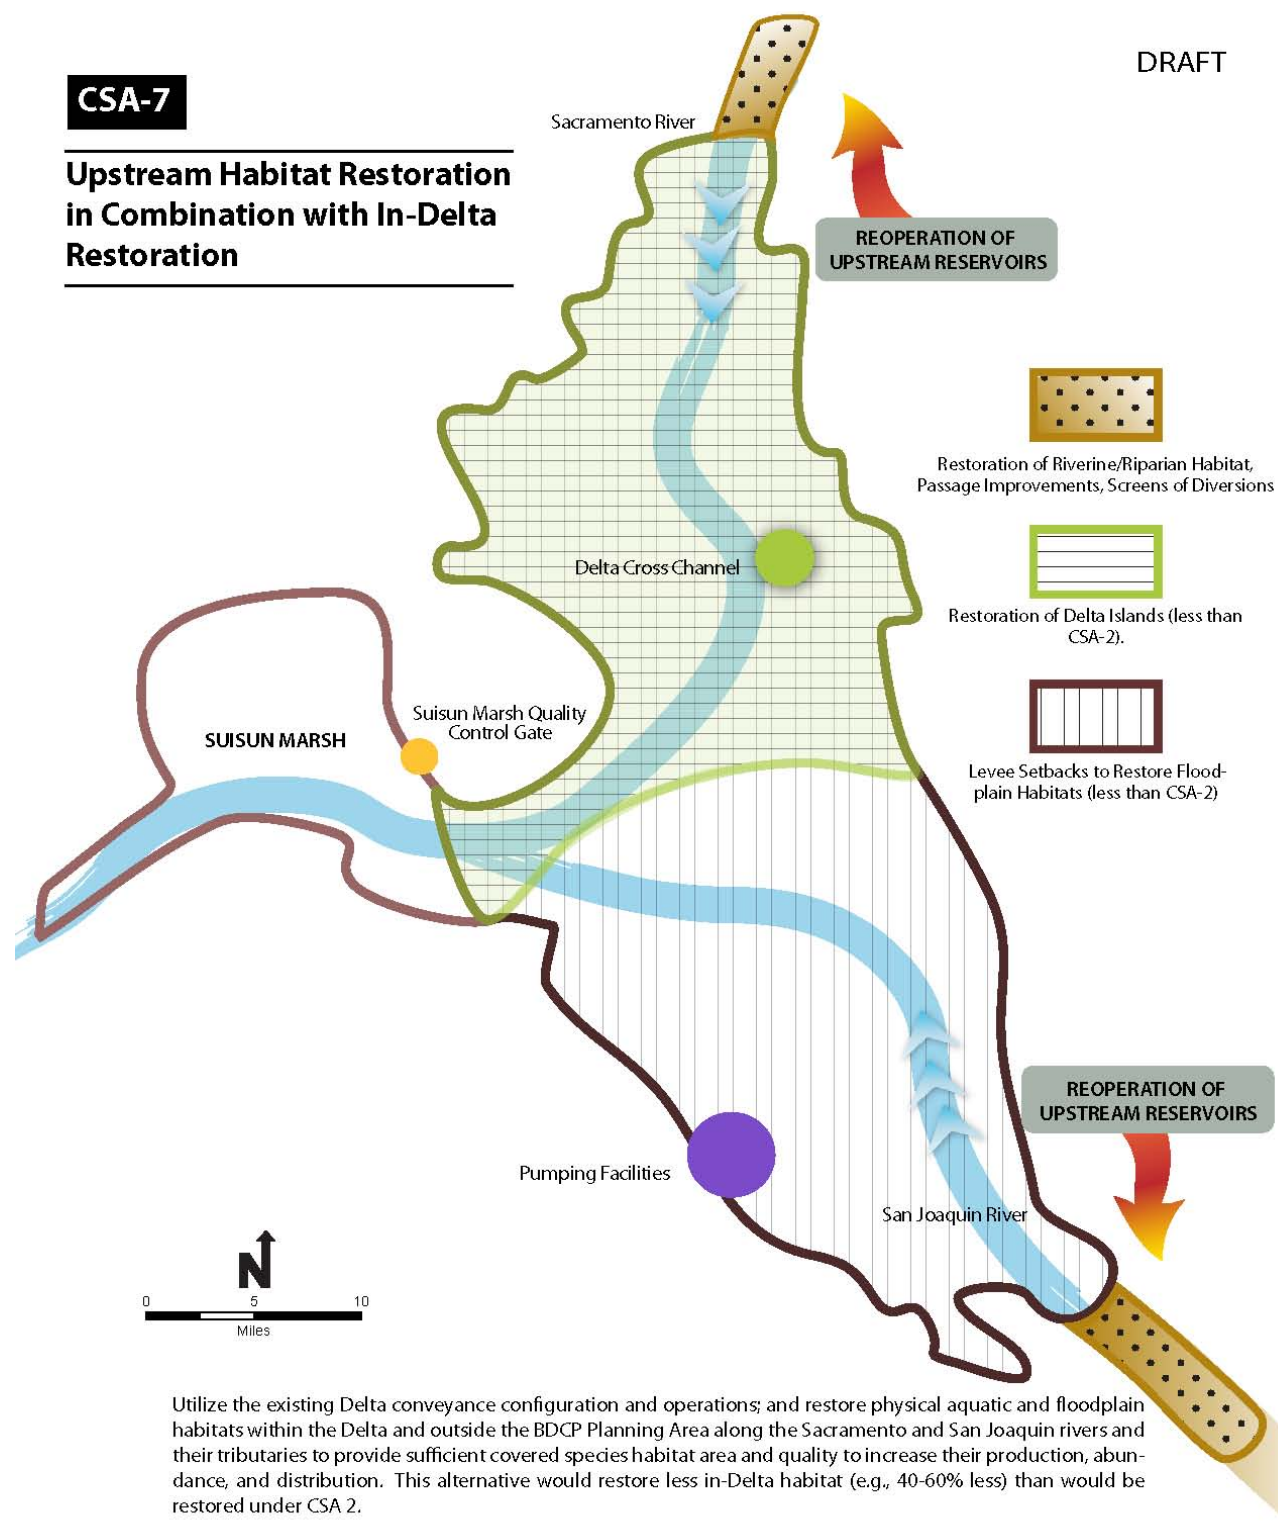 DRAFT
CSA-7
Upstream Habitat Restoration
in Combination with In-Delta
Restoration
Sacramento River
REOPERATION OF
UPSTREAM RESERVOIRS
Restoration of Riverine/Riparian Habitat,
Passage Improvements, Screens of Diversions
Delta Cross Channel
Restoration of Delta Islands (less than
CSA-2).
Suisun Marsh Quality
Control Gate
SUISUN MARSH
Levee Setbacks to Restore Flood-
plain Habitats (less than CSA-2)
REOPERATION OF
UPSTREAM RESERVOIRS
Pumping Facilities
San Joaquin River
N
0 5 10
Miles
Utilize the existing Delta conveyance configuration and operations; and restore physical aquatic and floodplain
habitats within the Delta and outside the BDCP Planning Area along the Sacramento and San Joaquin rivers and
their tributaries to provide sufficient covered species habitat area and quality to increase their production, abun-
dance, and distribution.  This alternative would restore less in-Delta habitat (e.g., 40-60% less) than would be
restored under CSA 2.